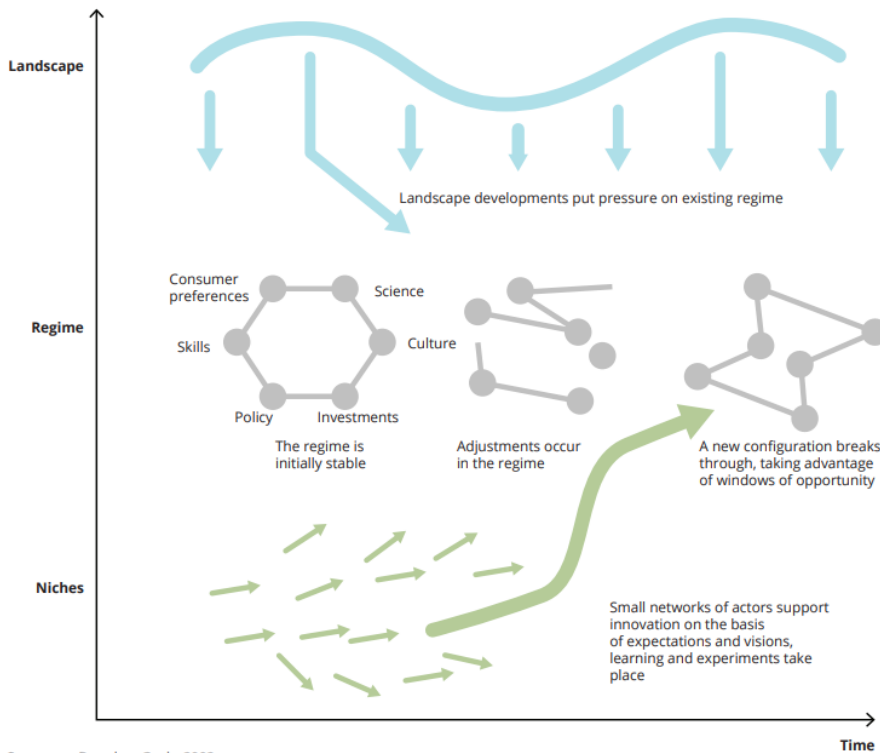 Landscape
Landscape developments put pressure on existing regime
Consumer
preferences
Science
Regime
Skills
Culture
Policy
Investments
The regime is
initially stable
Adjustments occur
in the regime
A new configuration breaks
through, taking advantage
of windows of opportunity
Niches
Small networks of actors support
innovation on the basis
of expectations and visions,
learning and experiments take
place
Time